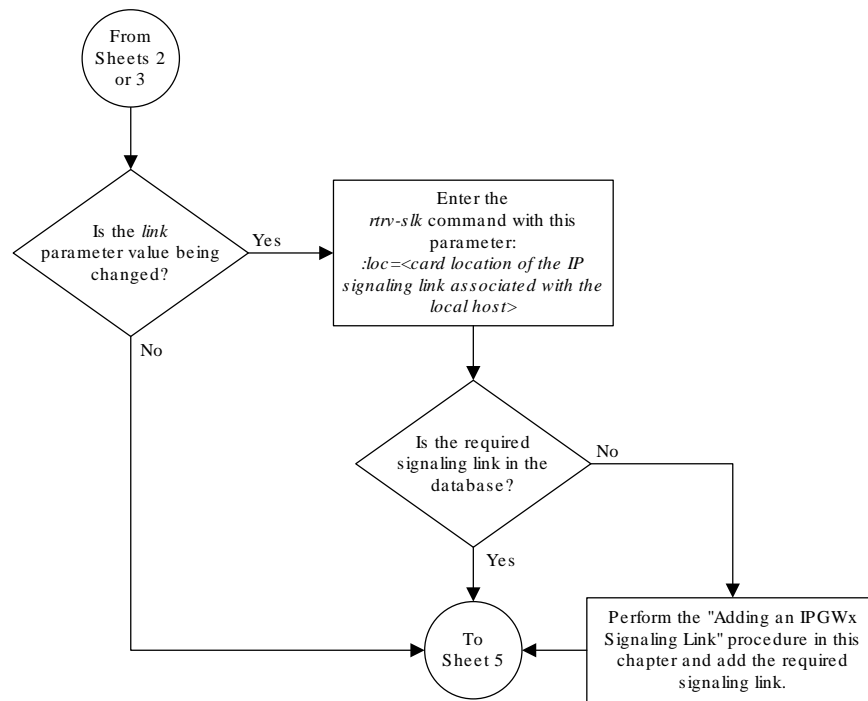 From
Sheets 2
or 3
Is the link
parameter value being
changed?
Yes
No
Enter the
rtrv-slk command with this
parameter:
:loc=<card location of the IP
signaling link associated with the
local host>
Is the required
signaling link in the
database?
No
Yes
To
Sheet 5
Perform the "Adding an IPGWx
Signaling Link" procedure in this
chapter and add the required
signaling link.